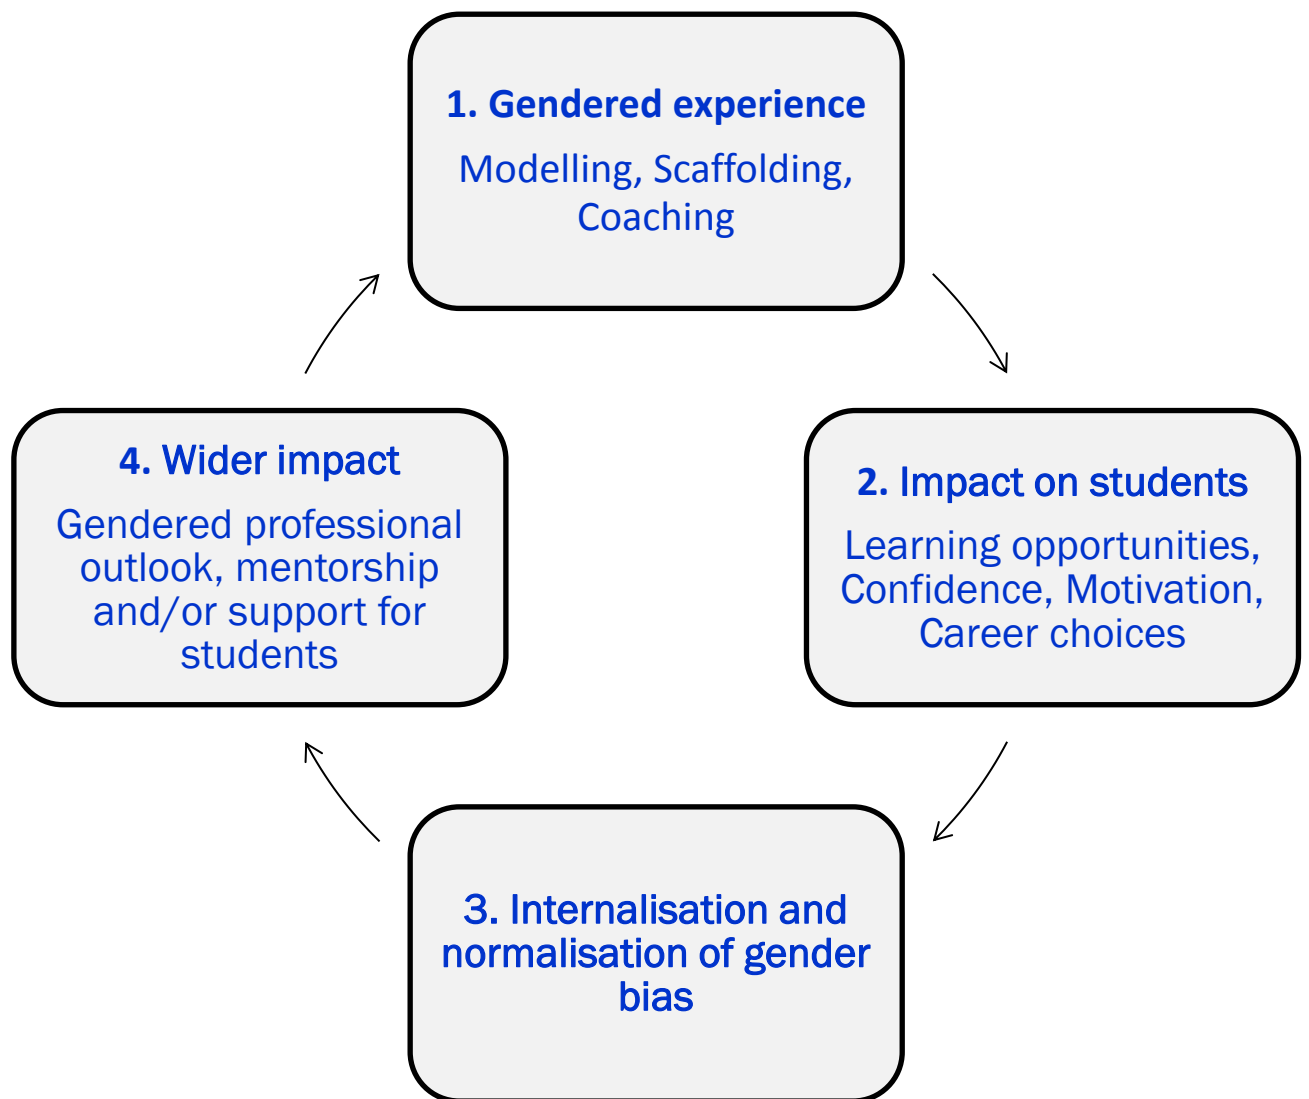 1. Gendered experience
Modelling, Scaffolding,
Coaching
2. Impact on students
Learning opportunities,
Confidence, Motivation,
Career choices
3. Internalisation and
normalisation of gender
bias
4. Wider impact
Gendered professional
outlook, mentorship
and/or support for
students